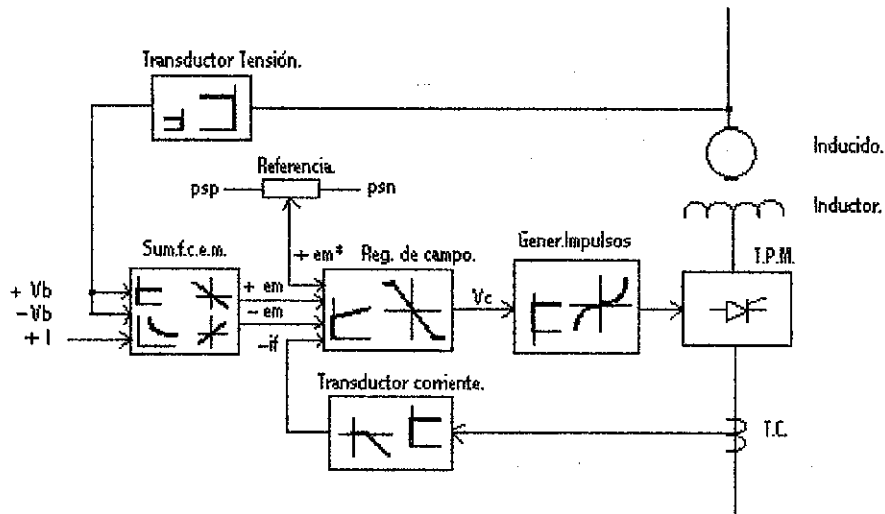 Transductor Tensión.
Inducido.
Referencia.
psp
psn
Inductor.
Sum.f.c.e.m.
+ em*
Reg. de campo.
Gener.Impulsos
T.P.M.
+ Vb
- Vb
+ I
+ em
- em
-if
Vc
Transductor corriente.
T.C.